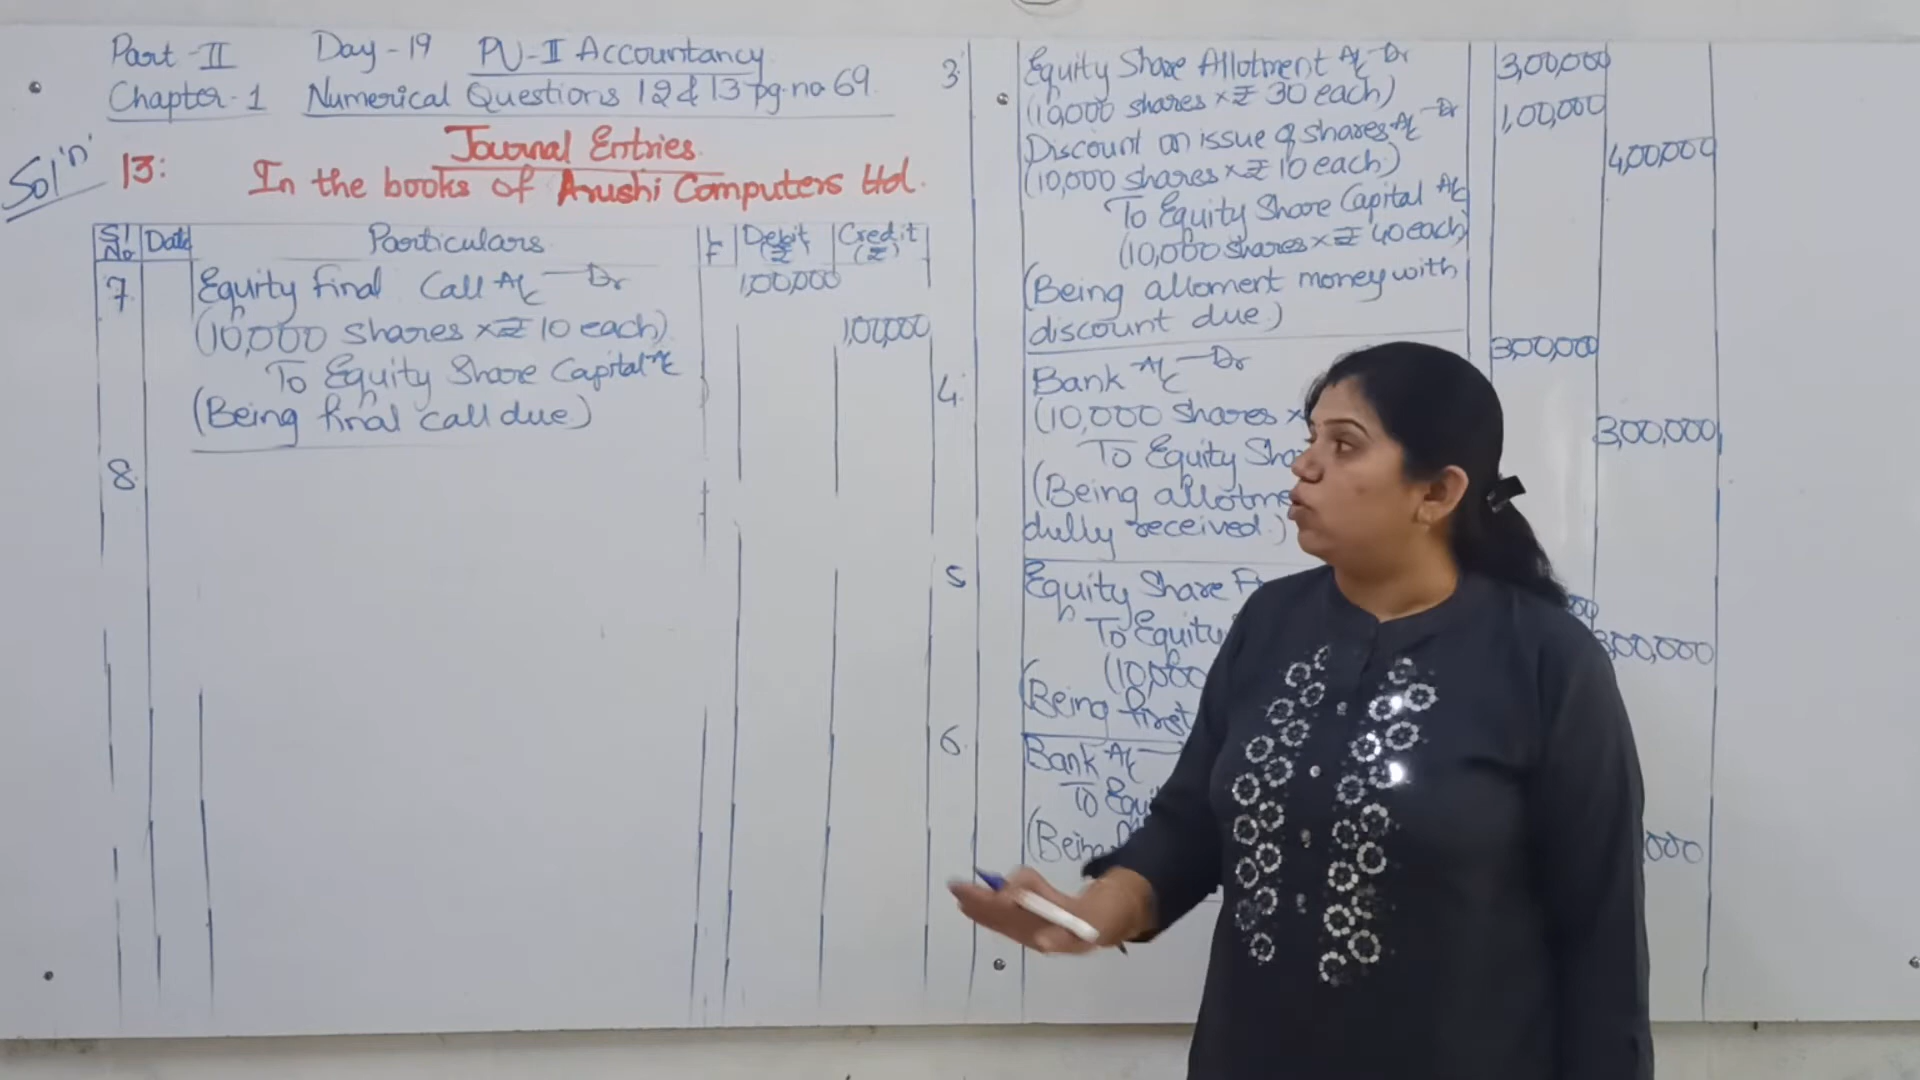 Part-II Day-19 PU-II Accountancy
Chapter-1 Numerical Questions 12 & 13 pg.no 69.
Sol'n' 13: Journal Entries.
In the books of Arushi Computers Ltd.
Sl No Date Particulars L F Debit (₹) Credit (₹)
7 Equity Final Call A/c Dr 1,00,000
(10,000 shares × ₹ 10 each) 1,00,000
To Equity Share Capital A/c
(Being final call due.)
8
3 Equity Share Allotment A/c Dr 3,00,000
(10,000 shares × ₹ 30 each)
Discount on issue of shares A/c Dr 1,00,000
(10,000 shares × ₹ 10 each) 4,00,000
To Equity Share Capital A/c
(10,000 shares × ₹ 40 each)
(Being alloment money with
discount due.)
4 Bank A/c Dr 3,00,000
(10,000 shares ×
To Equity Sha 3,00,000
(Being allotme
dully received.)
5 Equity Share F
To Equity 3,00,000
(10,000
(Being first
6 Bank A/c
To Equi
(Being 000